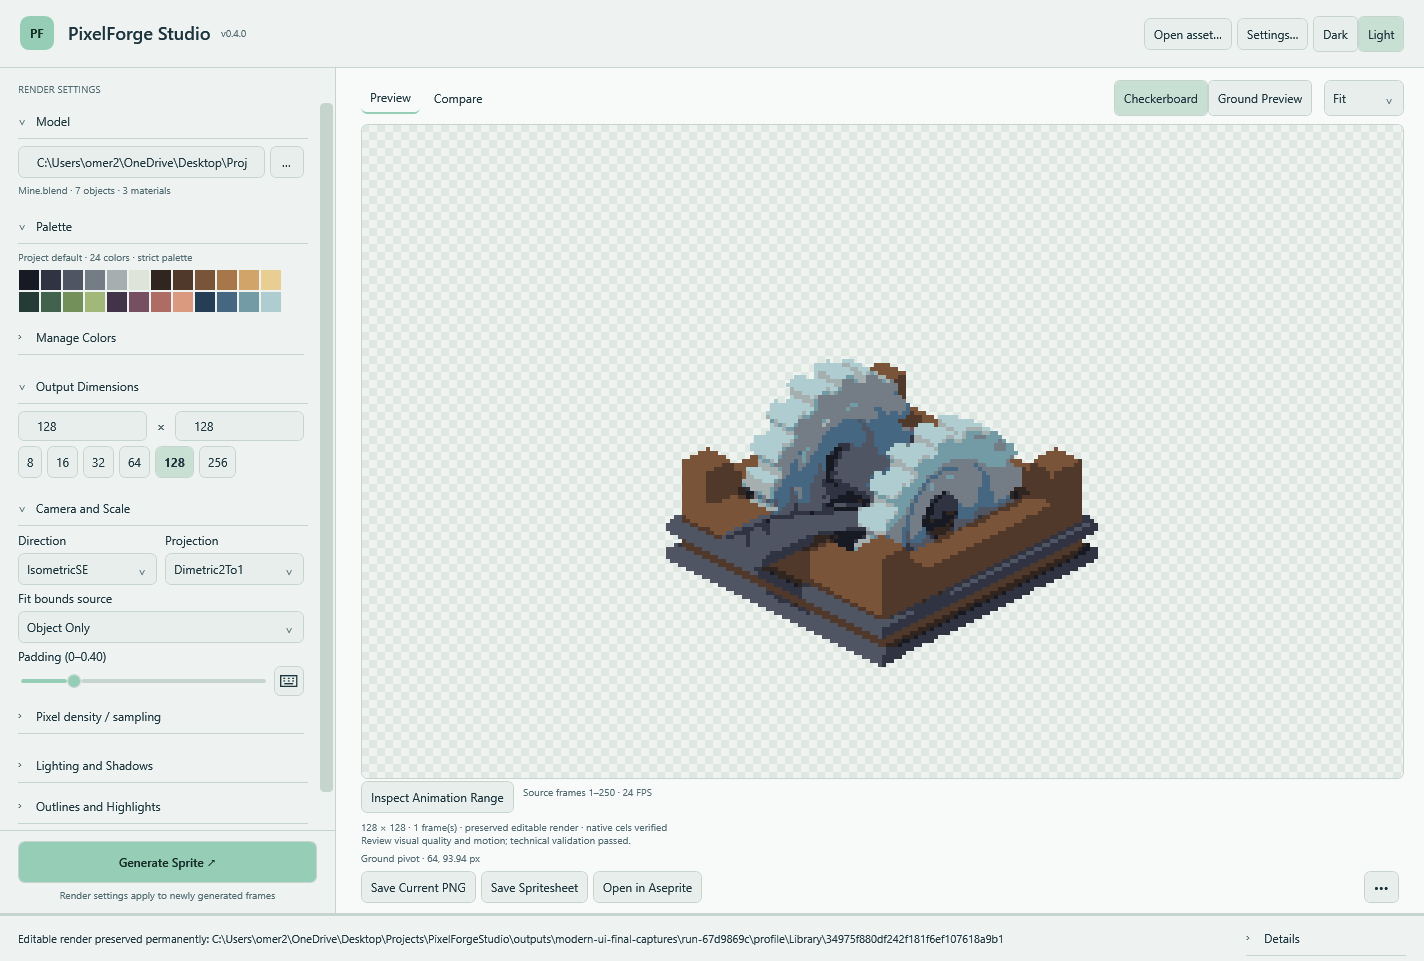 PF PixelForge Studio v0.4.0 Open asset... Settings... Dark Light
RENDER SETTINGS
Model
C:\Users\omer2\OneDrive\Desktop\Proj ...
Mine.blend · 7 objects · 3 materials
Palette
Project default · 24 colors · strict palette
Manage Colors
Output Dimensions
128 × 128
8 16 32 64 128 256
Camera and Scale
Direction Projection
IsometricSE Dimetric2To1
Fit bounds source
Object Only
Padding (0–0.40)
Pixel density / sampling
Lighting and Shadows
Outlines and Highlights
Generate Sprite ↗
Render settings apply to newly generated frames
Preview Compare Checkerboard Ground Preview Fit
Inspect Animation Range Source frames 1–250 · 24 FPS
128 × 128 · 1 frame(s) · preserved editable render · native cels verified
Review visual quality and motion; technical validation passed.
Ground pivot · 64, 93.94 px
Save Current PNG Save Spritesheet Open in Aseprite •••
Editable render preserved permanently: C:\Users\omer2\OneDrive\Desktop\Projects\PixelForgeStudio\outputs\modern-ui-final-captures\run-67d9869c\profile\Library\34975f880df242f181f6ef107618a9b1 Details